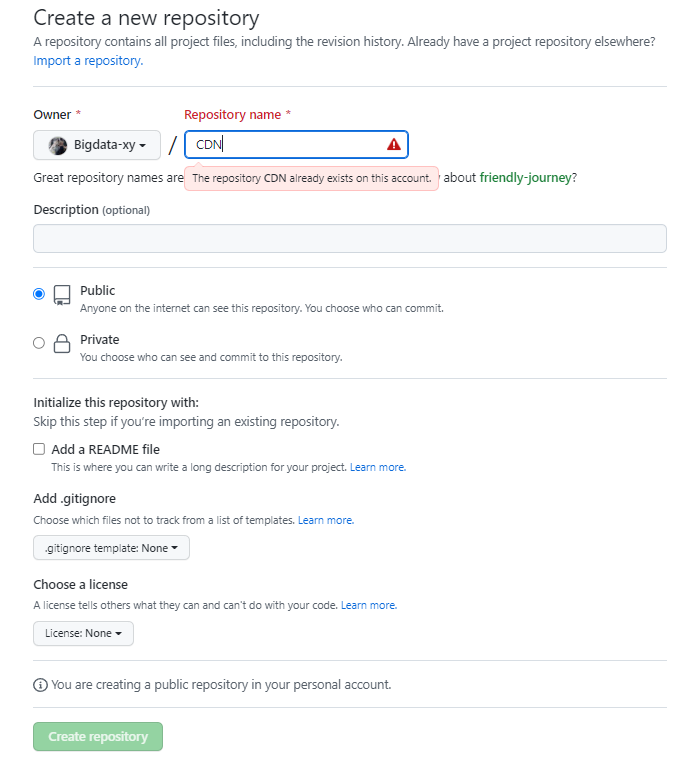 Create a new repository
A repository contains all project files, including the revision history. Already have a project repository elsewhere?
Import a repository.
Owner *
Repository name *
Bigdata-xy
/
CDN
Great repository names are
The repository CDN already exists on this account.
about friendly-journey?
Description (optional)
Public
Anyone on the internet can see this repository. You choose who can commit.
Private
You choose who can see and commit to this repository.
Initialize this repository with:
Skip this step if you're importing an existing repository.
Add a README file
This is where you can write a long description for your project. Learn more.
Add .gitignore
Choose which files not to track from a list of templates. Learn more.
.gitignore template: None
Choose a license
A license tells others what they can and can't do with your code. Learn more.
License: None
You are creating a public repository in your personal account.
Create repository